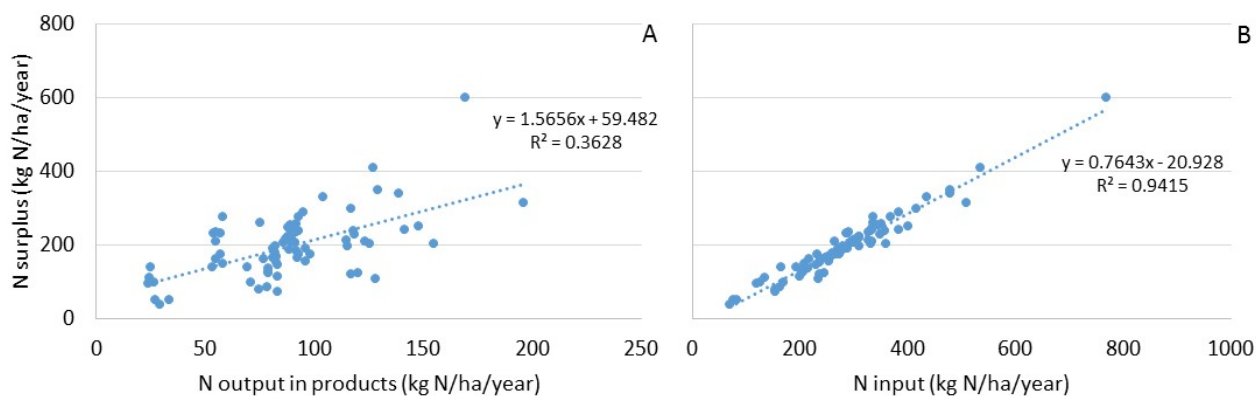 A
N surplus (kg N/ha/year)
800
600
400
200
0
y = 1.5656x + 59.482
R² = 0.3628
0 50 100 150 200 250
N output in products (kg N/ha/year)
B
y = 0.7643x - 20.928
R² = 0.9415
0 200 400 600 800 1000
N input (kg N/ha/year)